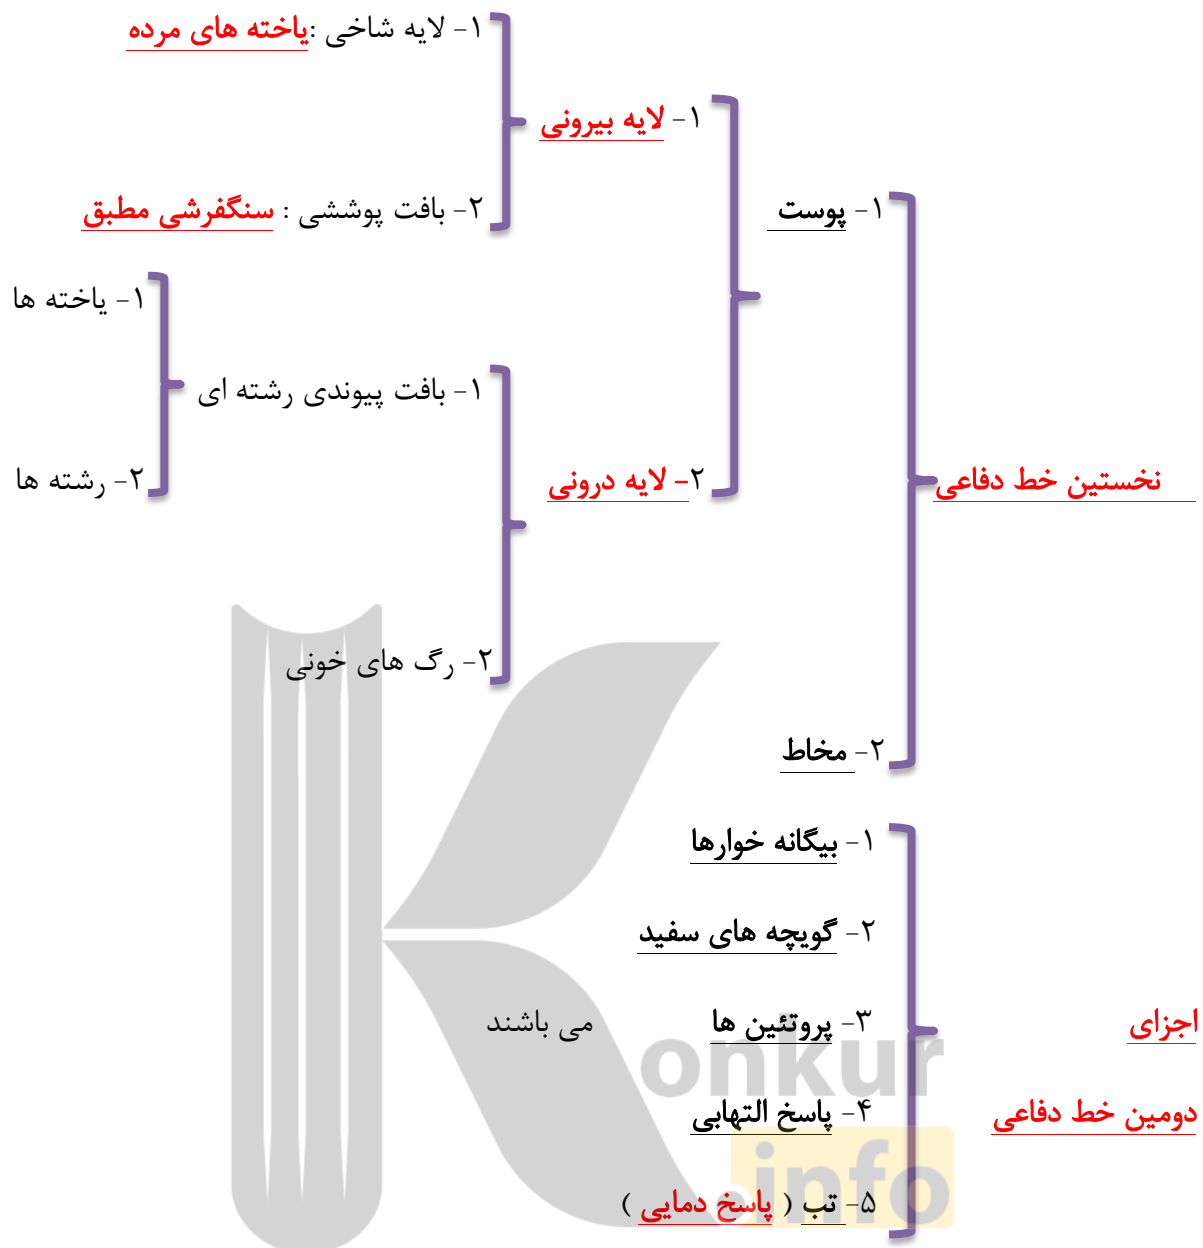 ۱- لایه شاخی :یاخته های مرده
۱- لایه بیرونی
۲- بافت پوششی : سنگفرشی مطبق
۱- پوست
۱- یاخته ها
۱- بافت پیوندی رشته ای
۲- رشته ها
۲- لایه درونی
نخستین خط دفاعی
۲- رگ های خونی
۲- مخاط
۱- بیگانه خوارها
۲- گویچه های سفید
اجزای
۳- پروتئین ها می باشند
دومین خط دفاعی
۴- پاسخ التهابی
۵- تب ( پاسخ دمایی )
Konkur
.info